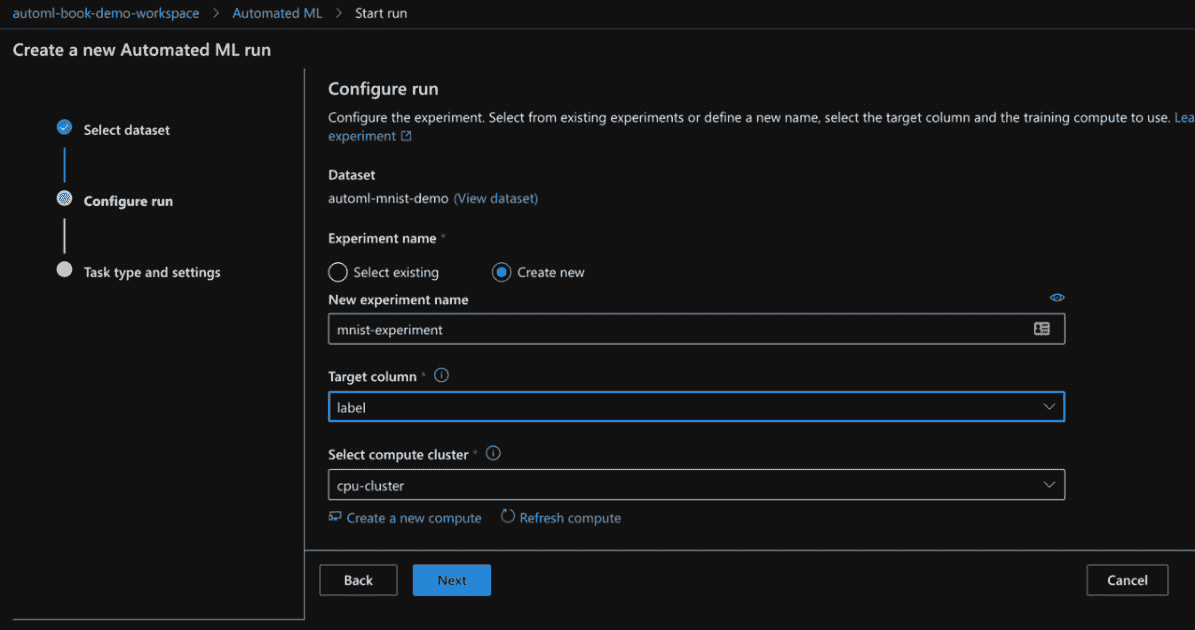 automl-book-demo-workspace > Automated ML > Start run
Create a new Automated ML run
Select dataset
Configure run
Task type and settings
Configure run
Configure the experiment. Select from existing experiments or define a new name, select the target column and the training compute to use. Lea
experiment
Dataset
automl-mnist-demo (View dataset)
Experiment name *
Select existing
Create new
New experiment name
mnist-experiment
Target column *
label
Select compute cluster *
cpu-cluster
Create a new compute
Refresh compute
Back
Next
Cancel